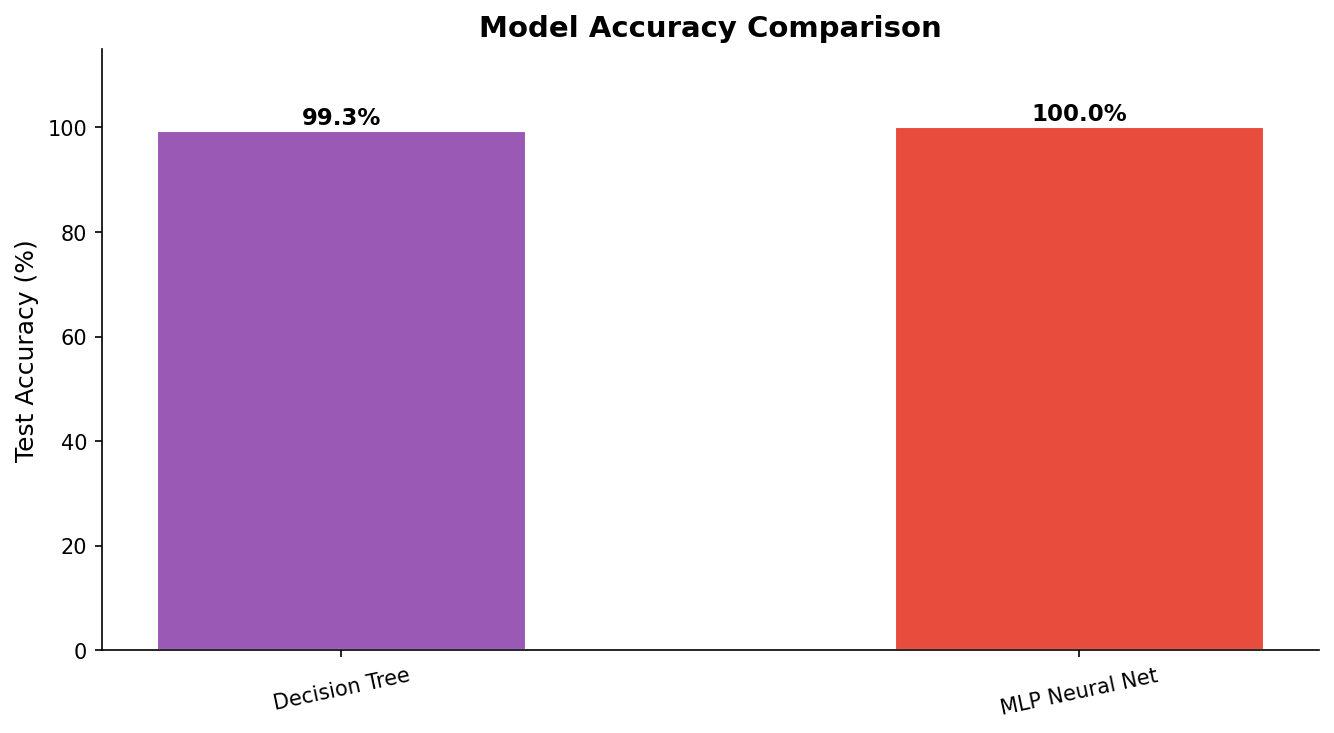 Model Accuracy Comparison
99.3%
100.0%
100
80
60
40
20
0
Test Accuracy (%)
Decision Tree
MLP Neural Net